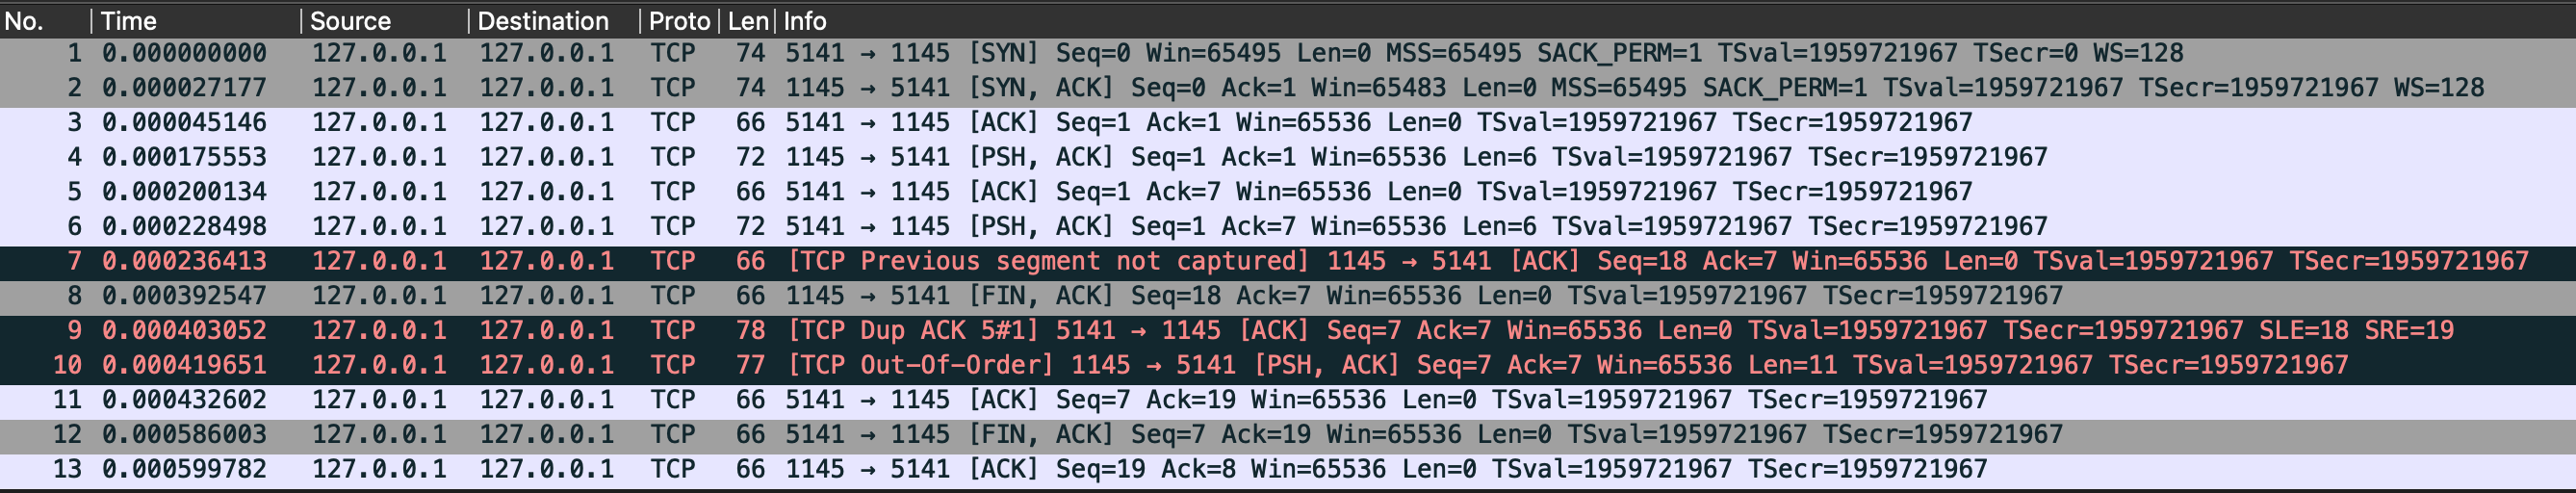 No. Time Source Destination Proto Len Info
1 0.000000000 127.0.0.1 127.0.0.1 TCP 74 5141 → 1145 [SYN] Seq=0 Win=65495 Len=0 MSS=65495 SACK_PERM=1 TSval=1959721967 TSecr=0 WS=128
2 0.000027177 127.0.0.1 127.0.0.1 TCP 74 1145 → 5141 [SYN, ACK] Seq=0 Ack=1 Win=65483 Len=0 MSS=65495 SACK_PERM=1 TSval=1959721967 TSecr=1959721967 WS=128
3 0.000045146 127.0.0.1 127.0.0.1 TCP 66 5141 → 1145 [ACK] Seq=1 Ack=1 Win=65536 Len=0 TSval=1959721967 TSecr=1959721967
4 0.000175553 127.0.0.1 127.0.0.1 TCP 72 1145 → 5141 [PSH, ACK] Seq=1 Ack=1 Win=65536 Len=6 TSval=1959721967 TSecr=1959721967
5 0.000200134 127.0.0.1 127.0.0.1 TCP 66 5141 → 1145 [ACK] Seq=1 Ack=7 Win=65536 Len=0 TSval=1959721967 TSecr=1959721967
6 0.000228498 127.0.0.1 127.0.0.1 TCP 72 5141 → 1145 [PSH, ACK] Seq=1 Ack=7 Win=65536 Len=6 TSval=1959721967 TSecr=1959721967
7 0.000236413 127.0.0.1 127.0.0.1 TCP 66 [TCP Previous segment not captured] 1145 → 5141 [ACK] Seq=18 Ack=7 Win=65536 Len=0 TSval=1959721967 TSecr=1959721967
8 0.000392547 127.0.0.1 127.0.0.1 TCP 66 1145 → 5141 [FIN, ACK] Seq=18 Ack=7 Win=65536 Len=0 TSval=1959721967 TSecr=1959721967
9 0.000403052 127.0.0.1 127.0.0.1 TCP 78 [TCP Dup ACK 5#1] 5141 → 1145 [ACK] Seq=7 Ack=7 Win=65536 Len=0 TSval=1959721967 TSecr=1959721967 SLE=18 SRE=19
10 0.000419651 127.0.0.1 127.0.0.1 TCP 77 [TCP Out-Of-Order] 1145 → 5141 [PSH, ACK] Seq=7 Ack=7 Win=65536 Len=11 TSval=1959721967 TSecr=1959721967
11 0.000432602 127.0.0.1 127.0.0.1 TCP 66 5141 → 1145 [ACK] Seq=7 Ack=19 Win=65536 Len=0 TSval=1959721967 TSecr=1959721967
12 0.000586003 127.0.0.1 127.0.0.1 TCP 66 5141 → 1145 [FIN, ACK] Seq=7 Ack=19 Win=65536 Len=0 TSval=1959721967 TSecr=1959721967
13 0.000599782 127.0.0.1 127.0.0.1 TCP 66 1145 → 5141 [ACK] Seq=19 Ack=8 Win=65536 Len=0 TSval=1959721967 TSecr=1959721967